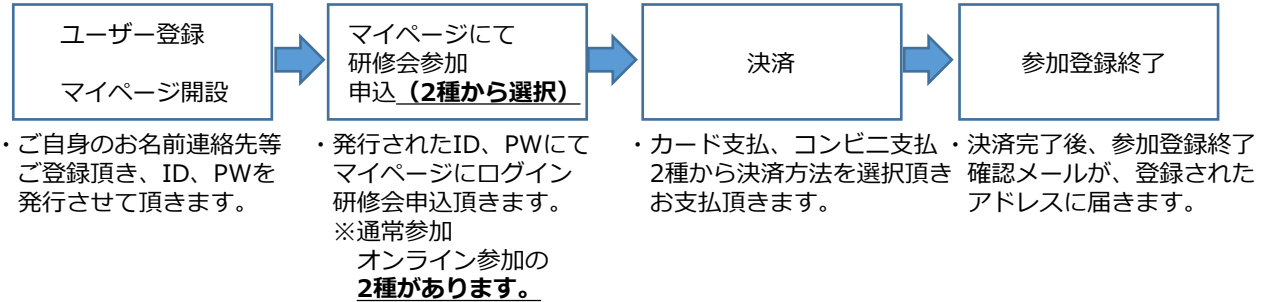 ユーザー登録
マイページ開設
マイページにて
研修会参加
申込（2種から選択）
決済
参加登録終了
・ご自身のお名前連絡先等
ご登録頂き、ID、PWを
発行させて頂きます。
・発行されたID、PWにて
マイページにログイン
研修会申込頂きます。
※通常参加
オンライン参加の
2種があります。
・カード支払、コンビニ支払
2種から決済方法を選択頂き
お支払頂きます。
・決済完了後、参加登録終了
確認メールが、登録された
アドレスに届きます。